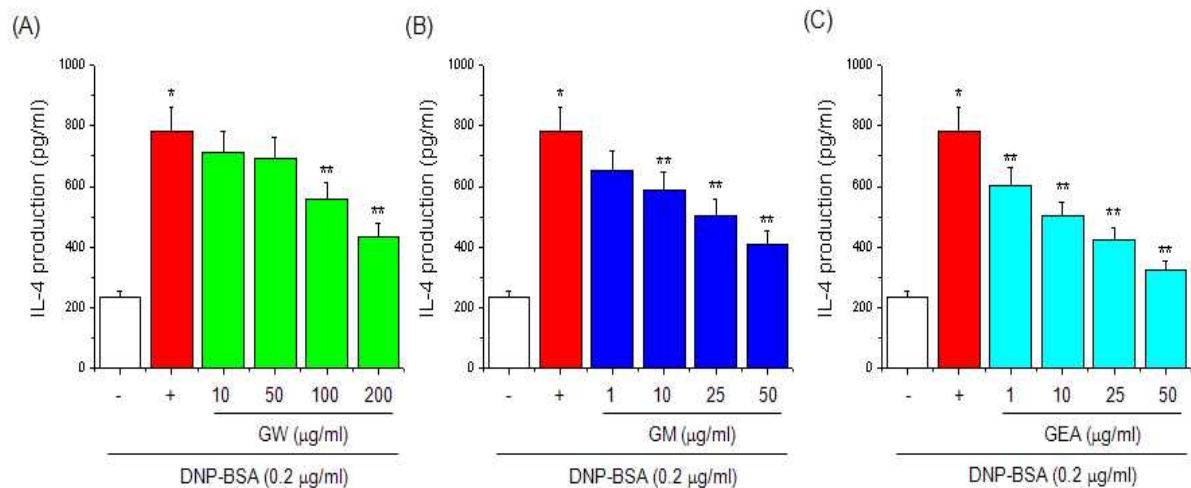 (A)
IL-4 production (pg/ml)
1000
800
600
400
200
0
*
**
**
- + 10 50 100 200
GW (μg/ml)
DNP-BSA (0.2 μg/ml)
(B)
IL-4 production (pg/ml)
1000
800
600
400
200
0
*
**
**
**
- + 1 10 25 50
GM (μg/ml)
DNP-BSA (0.2 μg/ml)
(C)
IL-4 production (pg/ml)
1000
800
600
400
200
0
*
**
**
**
**
- + 1 10 25 50
GEA (μg/ml)
DNP-BSA (0.2 μg/ml)